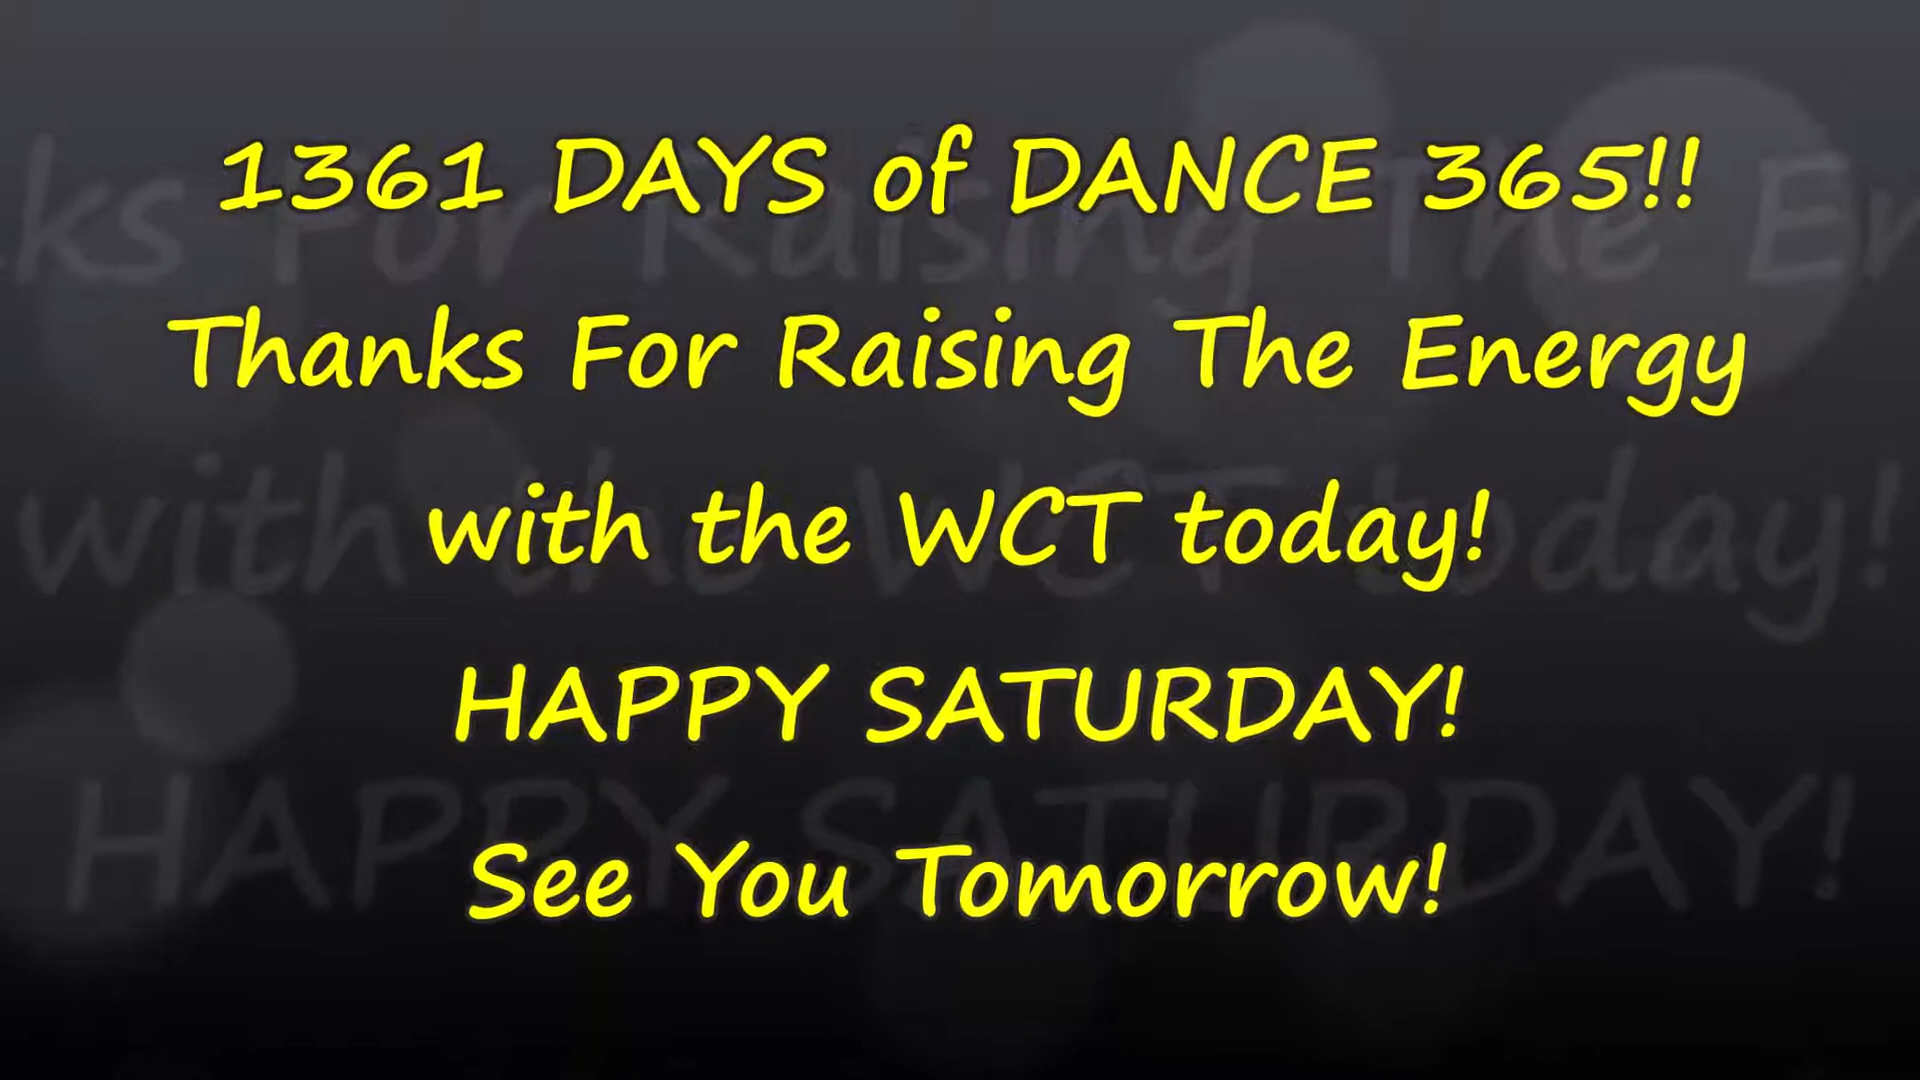 1361 DAYS of DANCE 365!!
Thanks For Raising The Energy
with the WCT today!
HAPPY SATURDAY!
See You Tomorrow!